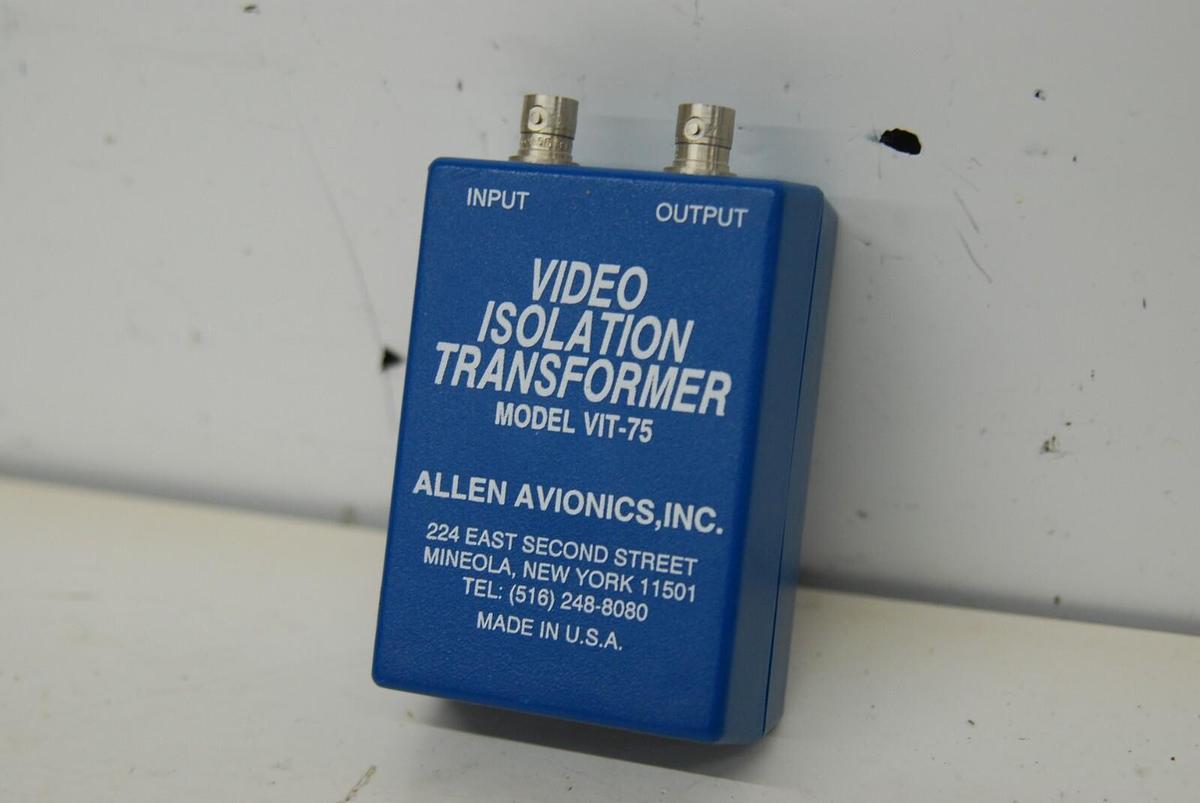 INPUT
OUTPUT
VIDEO
ISOLATION
TRANSFORMER
MODEL VIT-75
ALLEN AVIONICS,INC.
224 EAST SECOND STREET
MINEOLA, NEW YORK 11501
TEL: (516) 248-8080
MADE IN U.S.A.